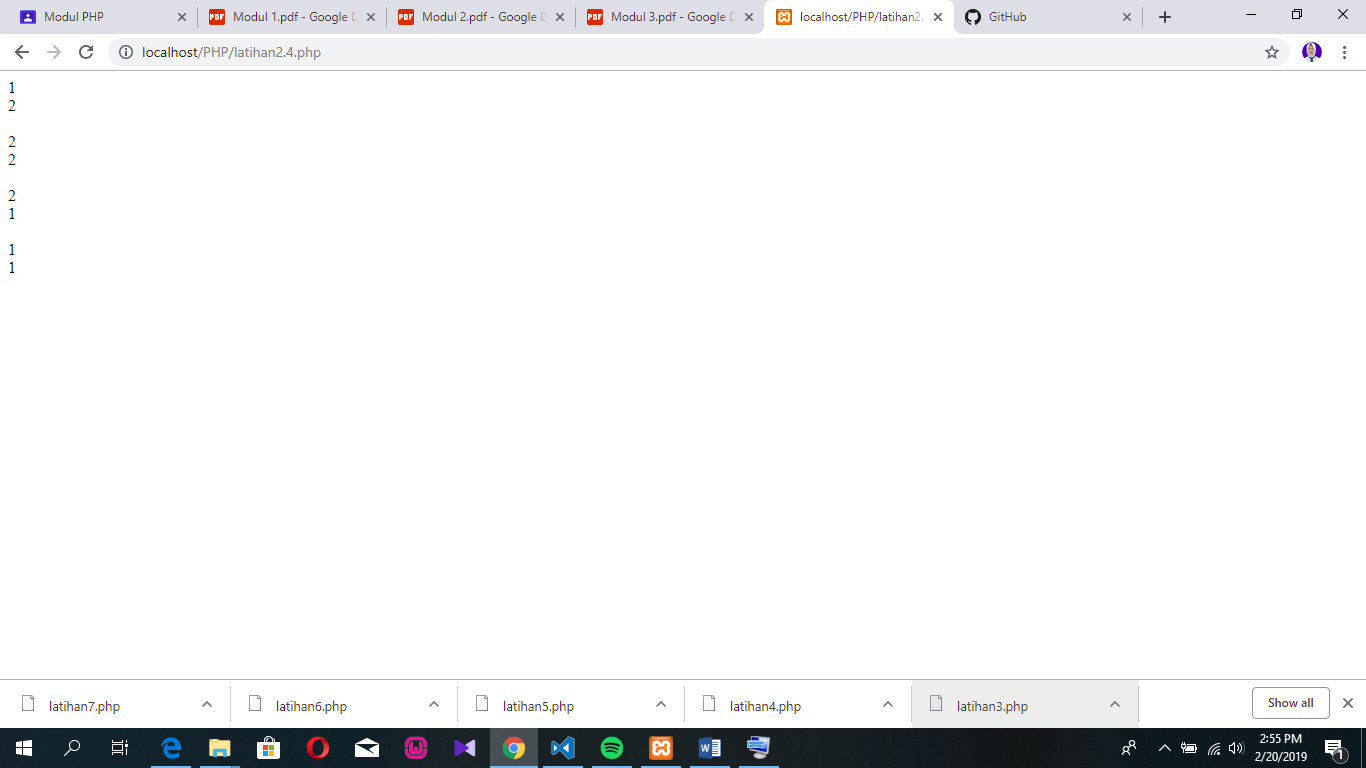 Modul PHP
Modul 1.pdf - Google D
Modul 2.pdf - Google D
Modul 3.pdf - Google D
localhost/PHP/latihan2.
GitHub
localhost/PHP/latihan2.4.php
1
2
2
2
2
1
1
1
latihan7.php
latihan6.php
latihan5.php
latihan4.php
latihan3.php
Show all
2:55 PM
2/20/2019
1